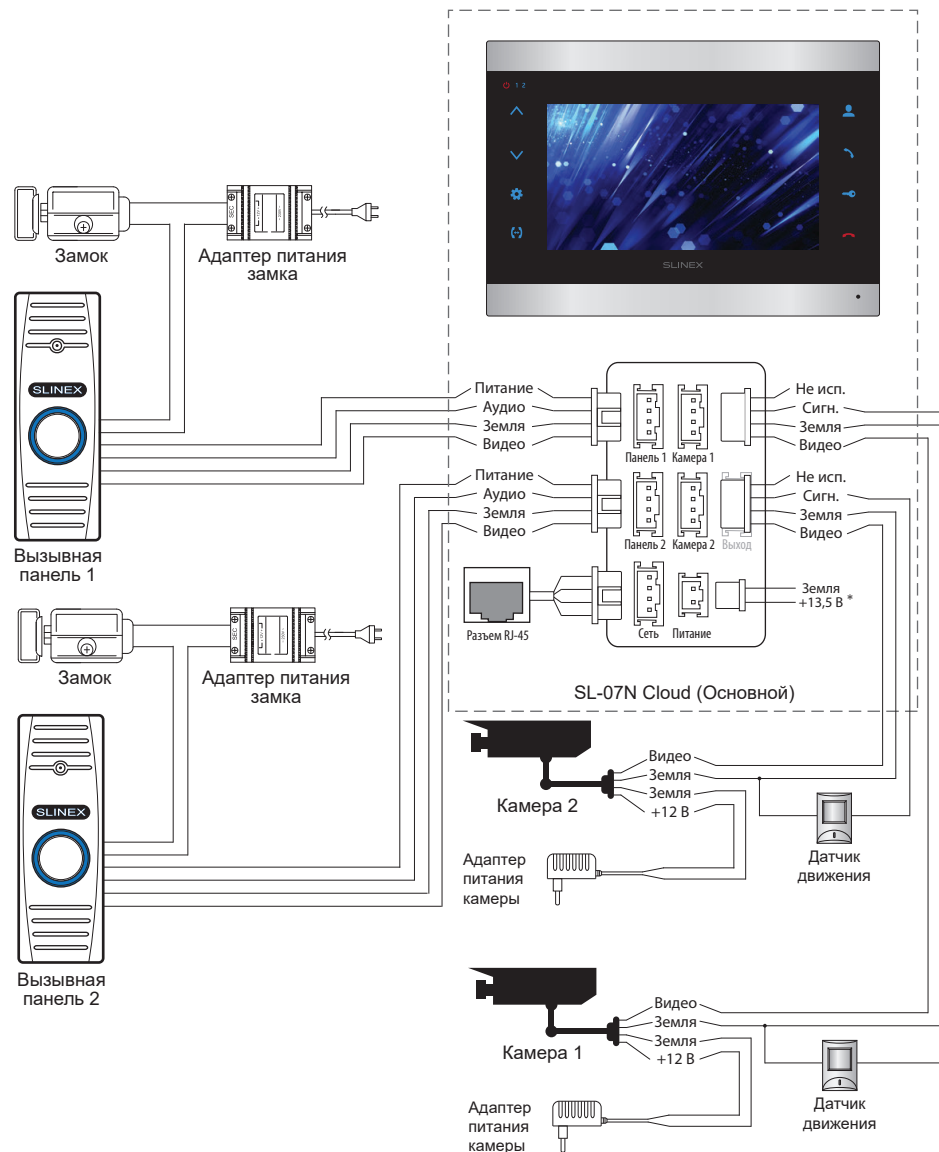 1 2
SLINEX
Замок
Адаптер питания
замка
SLINEX
Питание
Аудио
Земля
Видео
Панель 1
Камера 1
Не исп.
Сигн.
Земля
Видео
Питание
Аудио
Земля
Видео
Панель 2
Камера 2
Выход
Не исп.
Сигн.
Земля
Видео
Вызывная
панель 1
Разъем RJ-45
Сеть
Питание
Земля
+13,5 В *
Замок
Адаптер питания
замка
SL-07N Cloud (Основной)
SLINEX
Видео
Земля
Земля
+12 В
Камера 2
Адаптер
питания
камеры
Датчик
движения
Вызывная
панель 2
Видео
Земля
Земля
+12 В
Камера 1
Адаптер
питания
камеры
Датчик
движения